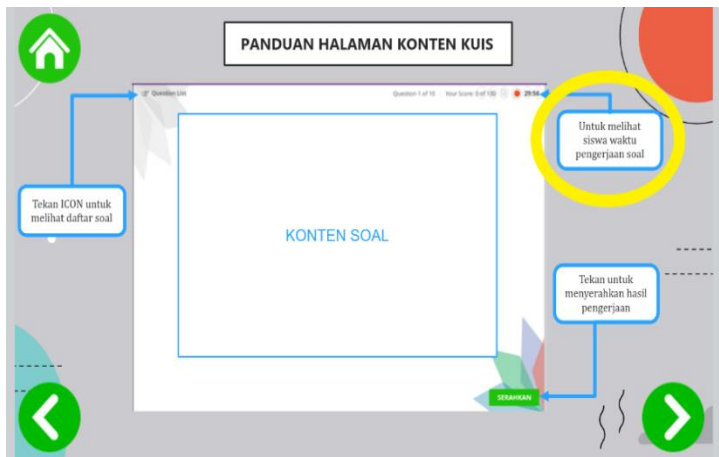 PANDUAN HALAMAN KONTEN KUIS
Question List
Question 1 of 10
Your Score: 0 of 100
29:56
Untuk melihat
siswa waktu
pengerjaan soal
Tekan ICON untuk
melihat daftar soal
KONTEN SOAL
Tekan untuk
menyerahkan hasil
pengerjaan
SERAHKAN